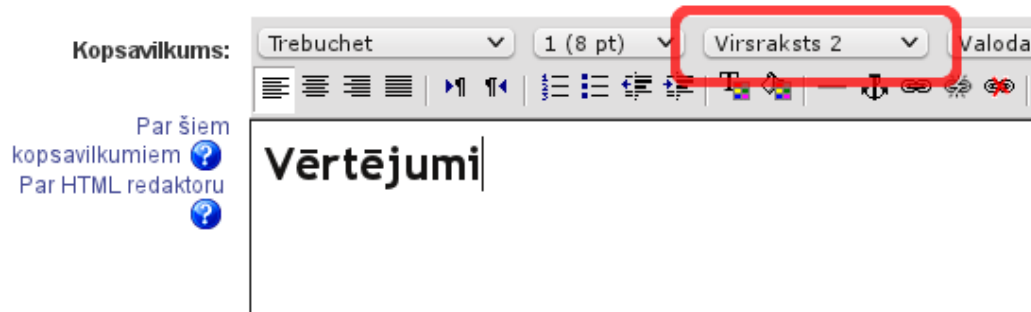 Kopsavilkums:
Trebuchet 1 (8 pt) Virsraksts 2 Valoda
Par šiem
kopsavilkumiem
Par HTML redaktoru
Vērtējumi